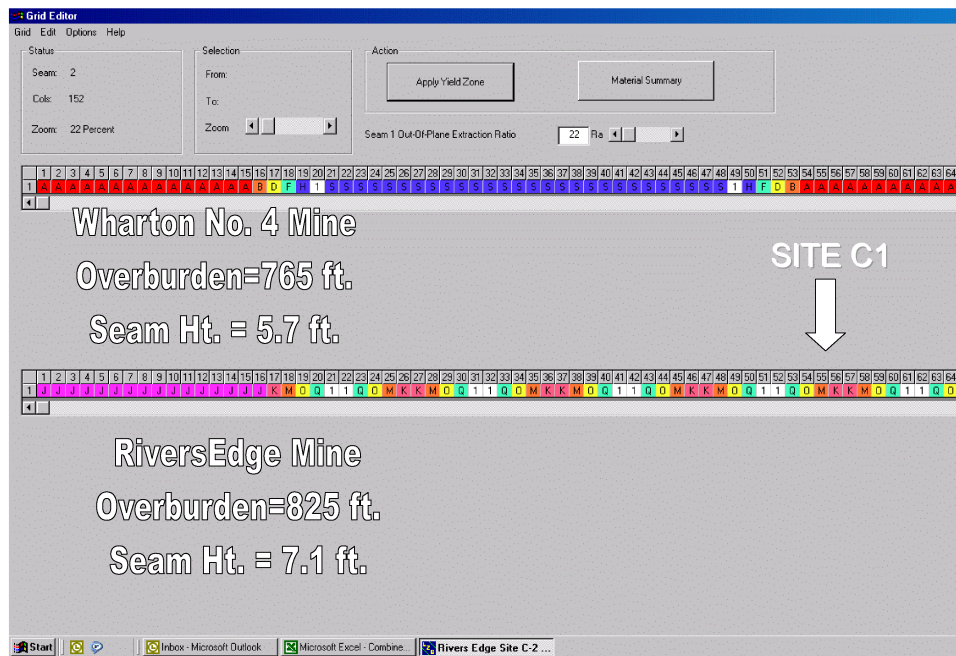 Grid Editor
Grid Edit Options Help
Status
Seam: 2
Cols: 152
Zoom: 22 Percent
Selection
From:
To:
Zoom
Action
Apply Yield Zone
Material Summary
Seam 1 Out-Of-Plane Extraction Ratio 22 Ra
1 2 3 4 5 6 7 8 9 10 11 12 13 14 15 16 17 18 19 20 21 22 23 24 25 26 27 28 29 30 31 32 33 34 35 36 37 38 39 40 41 42 43 44 45 46 47 48 49 50 51 52 53 54 55 56 57 58 59 60 61 62 63 64
1 A A A A A A A A A A A A A A A B D F H 1 S S S S S S S S S S S S S S S S S S S S S S S S S S S S 1 H F D B A A A A A A A A A A A
Wharton No. 4 Mine
Overburden=765 ft.
Seam Ht. = 5.7 ft.
SITE C1
1 2 3 4 5 6 7 8 9 10 11 12 13 14 15 16 17 18 19 20 21 22 23 24 25 26 27 28 29 30 31 32 33 34 35 36 37 38 39 40 41 42 43 44 45 46 47 48 49 50 51 52 53 54 55 56 57 58 59 60 61 62 63 64
1 J J J J J J J J J J J J J J J J K M O Q 1 1 Q O M K K M O Q 1 1 Q O M K K M O Q 1 1 Q O M K K M O Q 1 1 Q O M K K M O Q 1 1 Q O
RiversEdge Mine
Overburden=825 ft.
Seam Ht. = 7.1 ft.
Start
Inbox - Microsoft Outlook
Microsoft Excel - Combine...
Rivers Edge Site C-2 ...